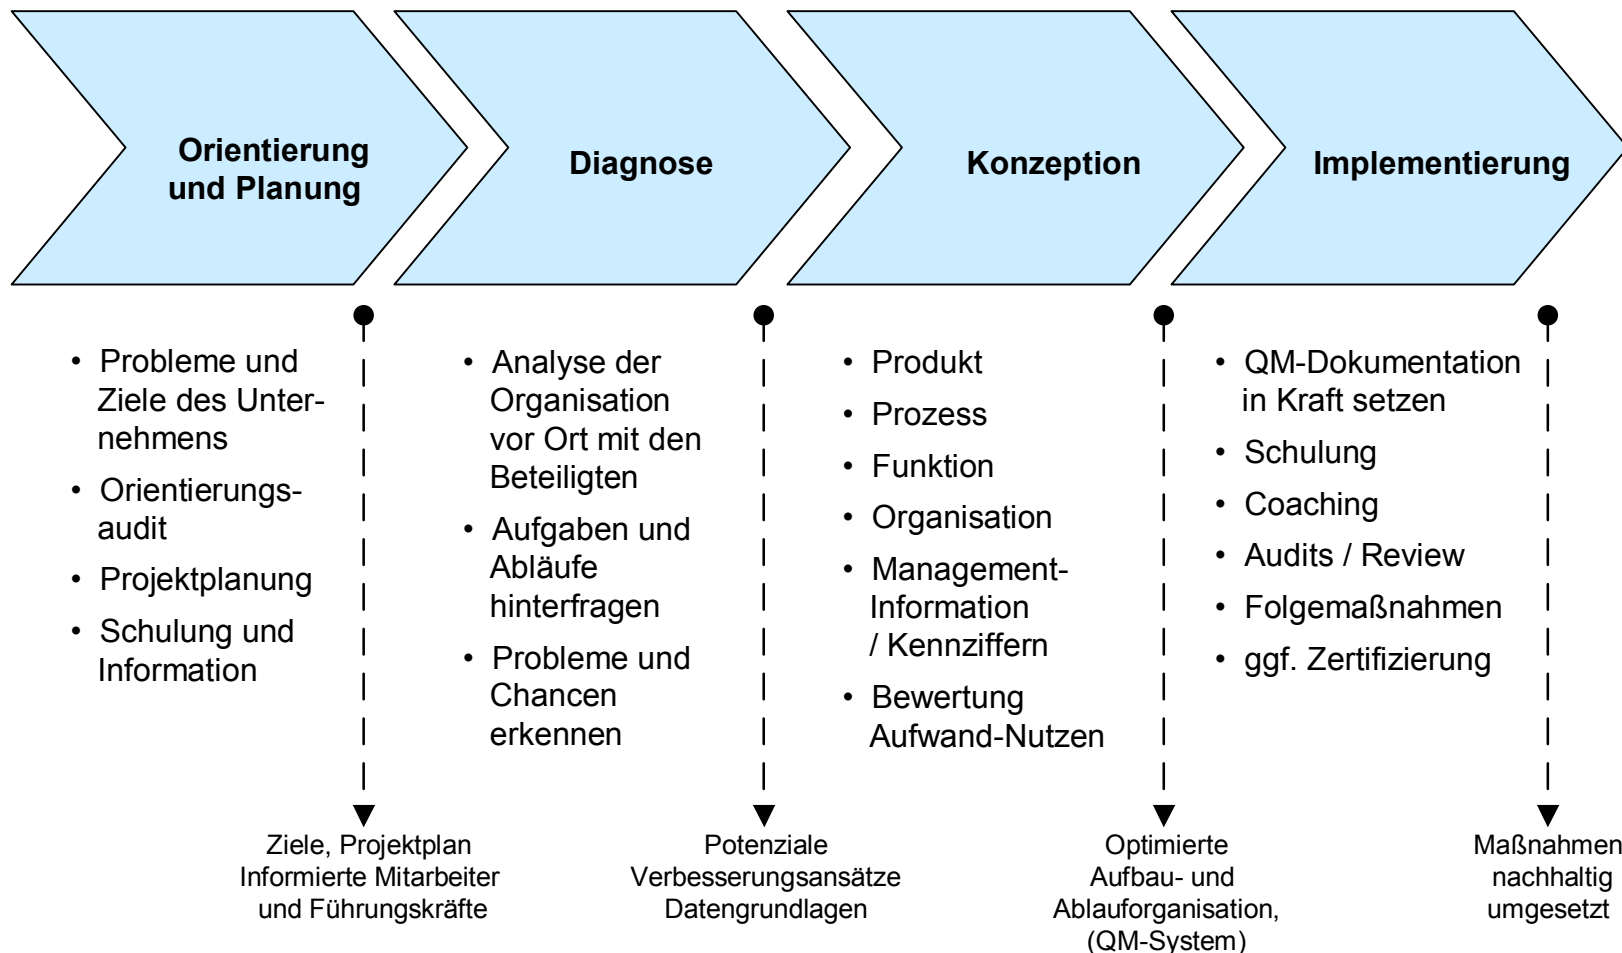 Orientierung
und Planung
Diagnose
Konzeption
Implementierung
• Probleme und
Ziele des Unter-
nehmens
• Orientierungs-
audit
• Projektplanung
• Schulung und
Information
• Analyse der
Organisation
vor Ort mit den
Beteiligten
• Aufgaben und
Abläufe
hinterfragen
• Probleme und
Chancen
erkennen
• Produkt
• Prozess
• Funktion
• Organisation
• Management-
Information
/ Kennziffern
• Bewertung
Aufwand-Nutzen
• QM-Dokumentation
in Kraft setzen
• Schulung
• Coaching
• Audits / Review
• Folgemaßnahmen
• ggf. Zertifizierung
Ziele, Projektplan
Informierte Mitarbeiter
und Führungskräfte
Potenziale
Verbesserungsansätze
Datengrundlagen
Optimierte
Aufbau- und
Ablauforganisation,
(QM-System)
Maßnahmen
nachhaltig
umgesetzt